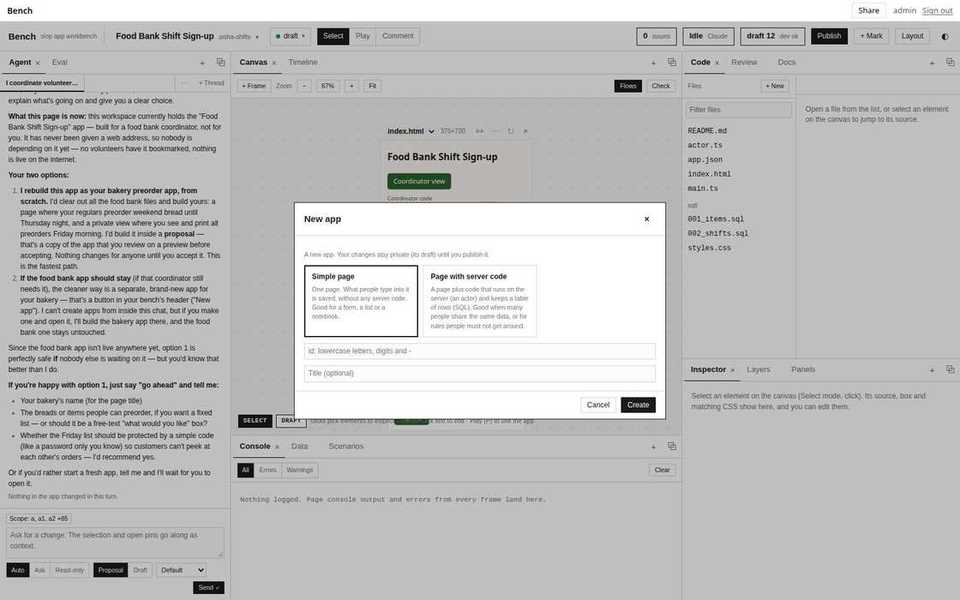 Bench
Share
admin
Sign out
Bench
slop app workbench
Food Bank Shift Sign-up
draft
Select
Play
Comment
0 issues
Idle Claude
draft 12 dev ok
Publish
+ Mark
Layout
Agent ×
Eval
I coordinate volunteer…
+ Thread
explain what's going on and give you a clear choice.
What this page is now: this workspace currently holds the "Food
Bank Shift Sign-up" app — built for a food bank coordinator, not for
you. It has never been given a web address, so nobody is
depending on it yet — no volunteers have it bookmarked, nothing
is live on the internet.
Your two options:
1. I rebuild this as your bakery preorder app, from
scratch. I'd clear out all the food bank files and build yours: a
page where your regulars preorder weekend bread until
Thursday night, and a private view where you see and print all
preorders Friday morning. I'd build it inside a proposal —
that's a copy of the app that you review on a preview before
accepting. Nothing changes for anyone until you accept it. This
is the fastest path.
2. If the food bank app should stay (if that coordinator still
needs it), the cleaner way is a separate, brand-new app for
your bakery — that's a button in your bench's header ("New
app"). I can't create apps from inside this chat, but if you make
one and open it, I'll build the bakery app there, and the food
bank one stays untouched.
Since the food bank app isn't live anywhere yet, option 1 is
perfectly safe if nobody else is waiting on it — but you'd know that
better than I do.
If you're happy with option 1, just say "go ahead" and tell me:
• Your bakery's name (for the page title)
• The breads or items people can preorder, if you want a fixed
list — or should it be a free-text "what would you like" box?
• Whether the Friday list should be protected by a simple code
(like a password only you know) so customers can't peek at
each other's orders — I'd recommend yes.
Or if you'd rather start a fresh app, tell me and I'll wait for you to
open it.
Nothing in the app changed in this turn.
Scope: a, a1, a2 +85
Ask for a change. The selection and open pins go along as
context.
Auto
Ask
Read-only
Proposal
Draft
Default
Send
Canvas ×
Timeline
+ Frame
Zoom
−
67%
+
Fit
Flows
Check
index.html
375×720
Food Bank Shift Sign-up
Coordinator view
Coordinator code
New app
×
A new app. Your changes stay private (its draft) until you publish it.
Simple page
One page. What people type into it
is saved, without any server code.
Good for a form, a list or a
notebook.
Page with server code
A page plus code that runs on the
server (an actor) and keeps a table
of rows (SQL). Good when many
people share the same data, or for
rules people must not get around.
id: lowercase letters, digits and -
Title (optional)
Cancel
Create
SELECT
DRAFT
Console ×
Data
Scenarios
All
Errors
Warnings
Clear
Nothing logged. Page console output and errors from every frame land here.
Code ×
Review
Docs
Files
+ New
Filter files
README.md
actor.ts
app.json
index.html
main.ts
sql/
001_items.sql
002_shifts.sql
styles.css
Open a file from the list, or select an element
on the canvas to jump to its source.
Inspector ×
Layers
Panels
Select an element on the canvas (Select mode, click). Its source, box and
matching CSS show here, and you can edit them.